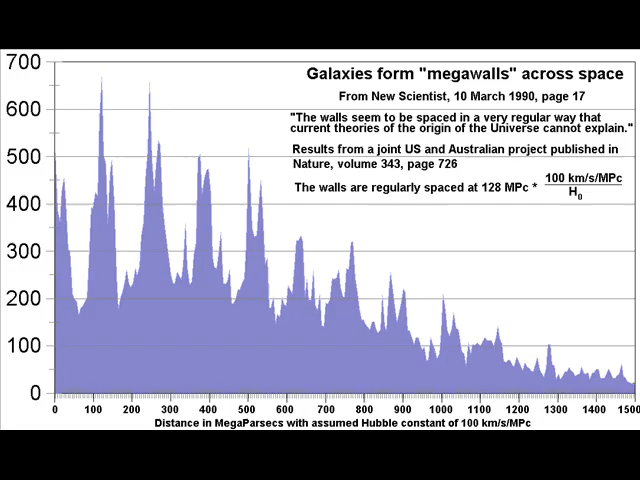 700
600
500
400
300
200
100
0
Galaxies form "megawalls" across space
From New Scientist, 10 March 1990, page 17
"The walls seem to be spaced in a very regular way that
current theories of the origin of the Universe cannot explain."
Results from a joint US and Australian project published in
Nature, volume 343, page 726
The walls are regularly spaced at 128 MPc * 100 km/s/MPc
H0
0 100 200 300 400 500 600 700 800 900 1000 1100 1200 1300 1400 1500
Distance in MegaParsecs with assumed Hubble constant of 100 km/s/MPc